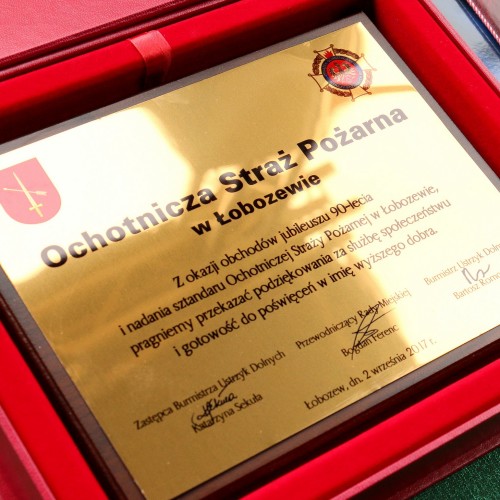 Ochotnicza Straż Pożarna
w Łobozewie
Z okazji obchodów jubileuszu 90-lecia
i nadania sztandaru Ochotniczej Straży Pożarnej w Łobozewie,
pragniemy przekazać podziękowania za służbę społeczeństwu
i gotowość do poświęceń w imię wyższego dobra.
Zastępca Burmistrza Ustrzyk Dolnych
Katarzyna Sekuła
Przewodniczący Rady Miejskiej
Bogdan Ferenc
Burmistrz Ustrzyk Doln
Bartosz Rom
Łobozew, dn. 2 września 2017 r.